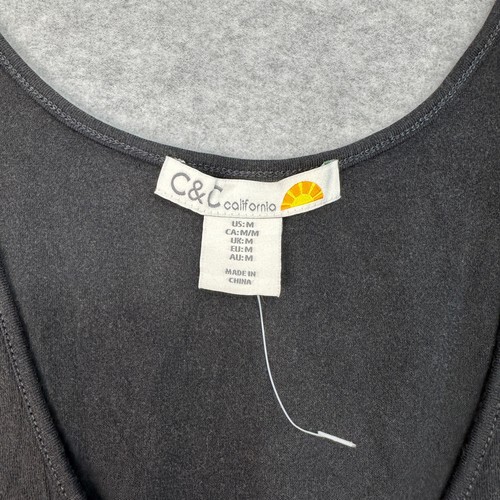 C&C california
US: M
CA: M/M
UK: M
EU: M
AU: M
MADE IN
CHINA